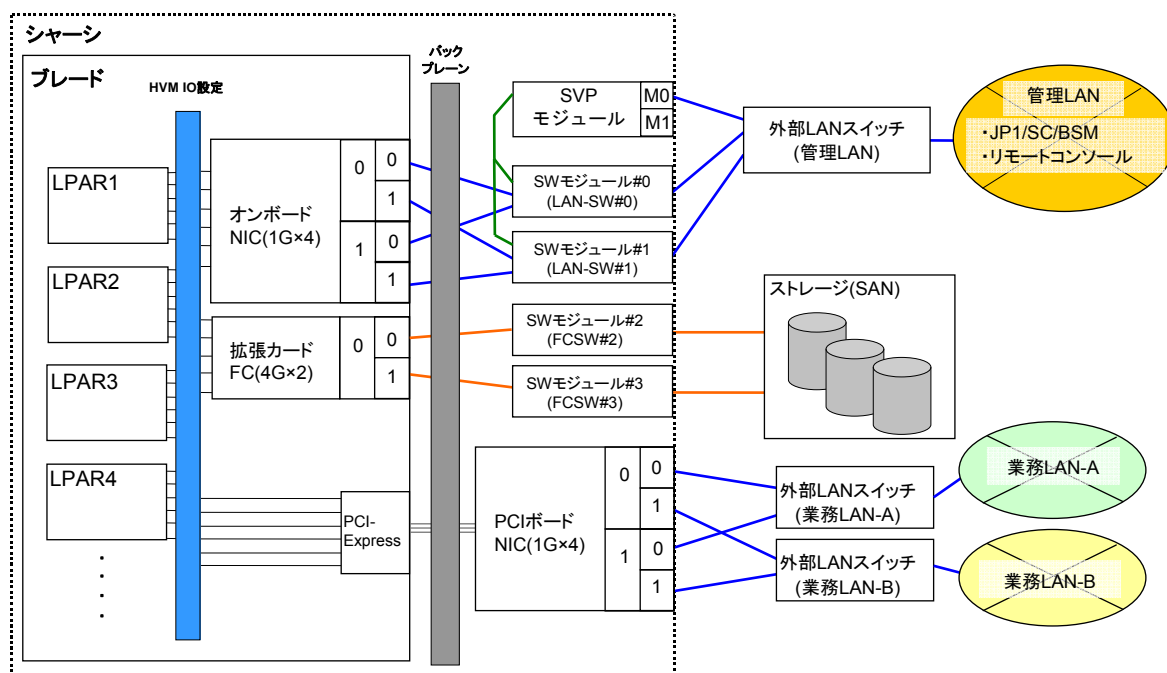 シャーシ
ブレード
HVM IO設定
バック
プレーン
LPAR1
LPAR2
LPAR3
LPAR4
・
・
・
・
オンボード
NIC(1G×4)
0
0
1
1
0
1
拡張カード
FC(4G×2)
0
0
1
PCI-
Express
SVP
モジュール
M0
M1
SWモジュール#0
(LAN-SW#0)
SWモジュール#1
(LAN-SW#1)
SWモジュール#2
(FCSW#2)
SWモジュール#3
(FCSW#3)
PCIボード
NIC(1G×4)
0
0
1
1
0
1
外部LANスイッチ
(管理LAN)
管理LAN
・JP1/SC/BSM
・リモートコンソール
ストレージ(SAN)
外部LANスイッチ
(業務LAN-A)
外部LANスイッチ
(業務LAN-B)
業務LAN-A
業務LAN-B